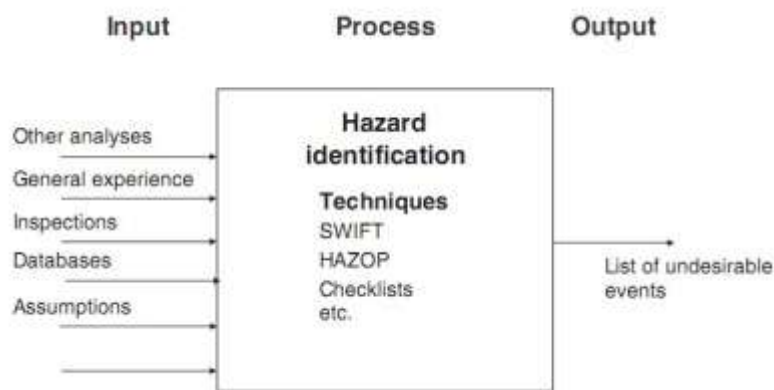 Input Process Output
Hazard
identification
Techniques
SWIFT
HAZOP
Checklists
etc.
Other analyses
General experience
Inspections
Databases
Assumptions
List of undesirable
events